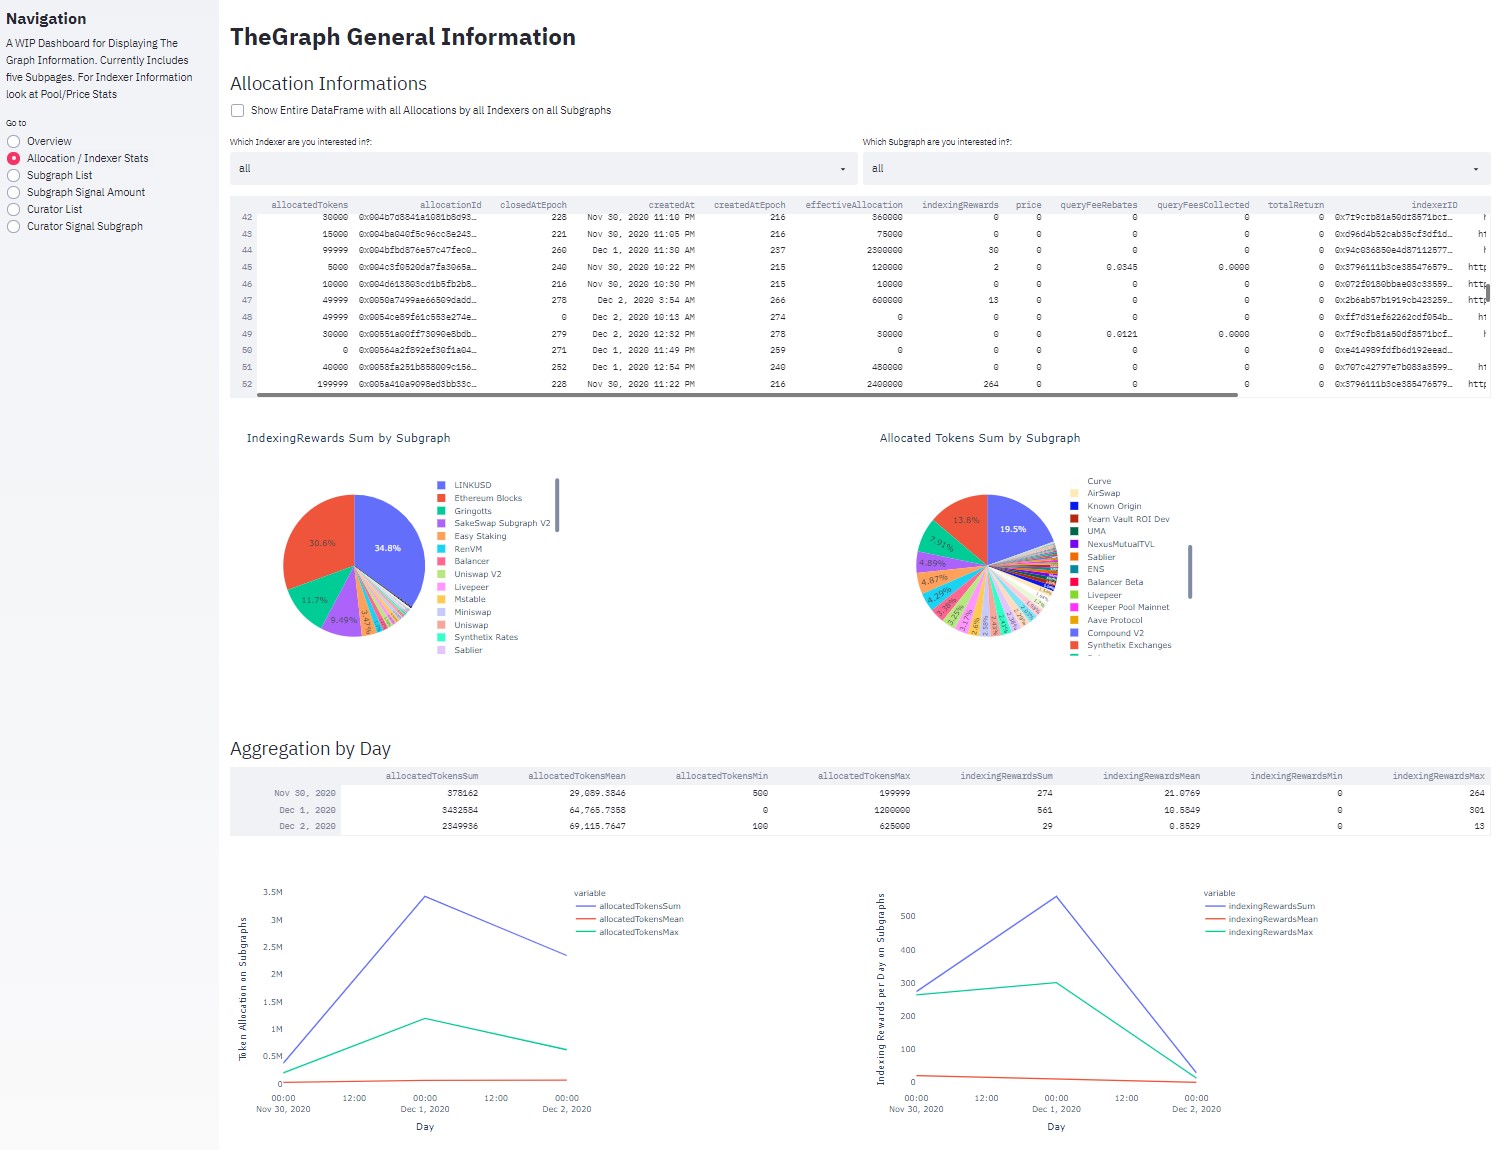 Navigation
A WIP Dashboard for Displaying The
Graph Information. Currently Includes
five Subpages. For Indexer Information
look at Pool/Price Stats
Go to
Overview
Allocation / Indexer Stats
Subgraph List
Subgraph Signal Amount
Curator List
Curator Signal Subgraph
TheGraph General Information
Allocation Informations
Show Entire DataFrame with all Allocations by all Indexers on all Subgraphs
Which Indexer are you interested in?:
all
Which Subgraph are you interested in?:
all
allocatedTokens allocationId closedAtEpoch createdAt createdAtEpoch effectiveAllocation indexingRewards price queryFeeRebates queryFeesCollected totalReturn indexerID
42 30000 0x004b7d8841a1081b8d93… 228 Nov 30, 2020 11:10 PM 216 360000 0 0 0 0 0 0x7f9cfb81a50df8571bcf…
43 15000 0x004ba040f5c96cc8e243… 221 Nov 30, 2020 11:05 PM 216 75000 0 0 0 0 0 0xd96d4b52cab35cf3df1d…
44 99999 0x004bfbd876e57c47fec0… 260 Dec 1, 2020 11:30 AM 237 2300000 30 0 0 0 0 0x94c036850e4d87112577…
45 5000 0x004c3f0520da7fa3065a… 240 Nov 30, 2020 10:22 PM 215 120000 2 0 0.0345 0.0000 0 0x3796111b3ce385476579… http
46 10000 0x004d613803cd1b5fb2b8… 216 Nov 30, 2020 10:30 PM 215 10000 0 0 0 0 0 0x072f0180bbae03c33559… http
47 49999 0x0050a7499ae66509dadd… 278 Dec 2, 2020 3:54 AM 266 600000 13 0 0 0 0 0x2b6ab57b1919cb423259… http
48 49999 0x0054ce89f61c553e274e… 0 Dec 2, 2020 10:13 AM 274 0 0 0 0 0 0 0xff7d31ef62262cdf054b…
49 30000 0x00551a00ff73090e8bdb… 279 Dec 2, 2020 12:32 PM 278 30000 0 0 0.0121 0.0000 0 0x7f9cfb81a50df8571bcf…
50 0 0x00564a2f892ef30f1a04… 271 Dec 1, 2020 11:49 PM 259 0 0 0 0 0 0 0xe414989fdfb6d192eead…
51 40000 0x0058fa251b858009c156… 252 Dec 1, 2020 12:54 PM 240 480000 0 0 0 0 0 0x707c42797e7b083a3599…
52 199999 0x005a410a9098ed3bb33c… 228 Nov 30, 2020 11:22 PM 216 2400000 264 0 0 0 0 0x3796111b3ce385476579… http
IndexingRewards Sum by Subgraph
34.8%
30.6%
11.7%
9.49%
3.47%
LINKUSD
Ethereum Blocks
Gringotts
SakeSwap Subgraph V2
Easy Staking
RenVM
Balancer
Uniswap V2
Livepeer
Mstable
Miniswap
Uniswap
Synthetix Rates
Sablier
Allocated Tokens Sum by Subgraph
19.5%
13.8%
7.91%
4.89%
4.87%
4.29%
Curve
AirSwap
Known Origin
Yearn Vault ROI Dev
UMA
NexusMutualTVL
Sablier
ENS
Balancer Beta
Livepeer
Keeper Pool Mainnet
Aave Protocol
Compound V2
Synthetix Exchanges
Aggregation by Day
allocatedTokensSum allocatedTokensMean allocatedTokensMin allocatedTokensMax indexingRewardsSum indexingRewardsMean indexingRewardsMin indexingRewardsMax
Nov 30, 2020 378162 29,089.3846 500 199999 274 21.0769 0 264
Dec 1, 2020 3432584 64,765.7358 0 1200000 561 10.5849 0 301
Dec 2, 2020 2349936 69,115.7647 100 625000 29 0.8529 0 13
Token Allocation on Subgraphs
3.5M
3M
2.5M
2M
1.5M
1M
0.5M
0
00:00 12:00 00:00 12:00 00:00
Nov 30, 2020 Dec 1, 2020 Dec 2, 2020
Day
variable
allocatedTokensSum
allocatedTokensMean
allocatedTokensMax
Indexing Rewards per Day on Subgraphs
500
400
300
200
100
0
00:00 12:00 00:00 12:00 00:00
Nov 30, 2020 Dec 1, 2020 Dec 2, 2020
Day
variable
indexingRewardsSum
indexingRewardsMean
indexingRewardsMax